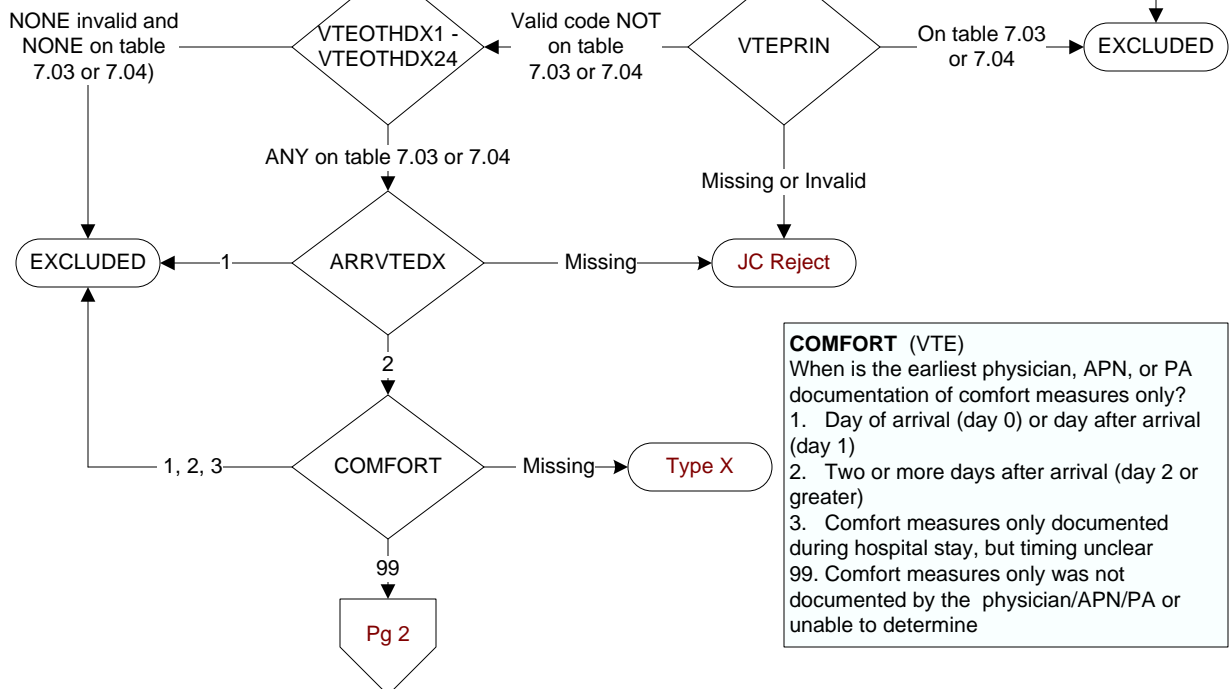 NONE invalid and
NONE on table
7.03 or 7.04)
VTEOTHDX1 -
VTEOTHDX24
Valid code NOT
on table
7.03 or 7.04
VTEPRIN
On table 7.03
or 7.04
EXCLUDED
ANY on table 7.03 or 7.04
Missing or Invalid
EXCLUDED
1
ARRVTEDX
Missing
JC Reject
2
1, 2, 3
COMFORT
Missing
Type X
99
Pg 2
COMFORT (VTE)
When is the earliest physician, APN, or PA
documentation of comfort measures only?
1. Day of arrival (day 0) or day after arrival
(day 1)
2. Two or more days after arrival (day 2 or
greater)
3. Comfort measures only documented
during hospital stay, but timing unclear
99. Comfort measures only was not
documented by the physician/APN/PA or
unable to determine